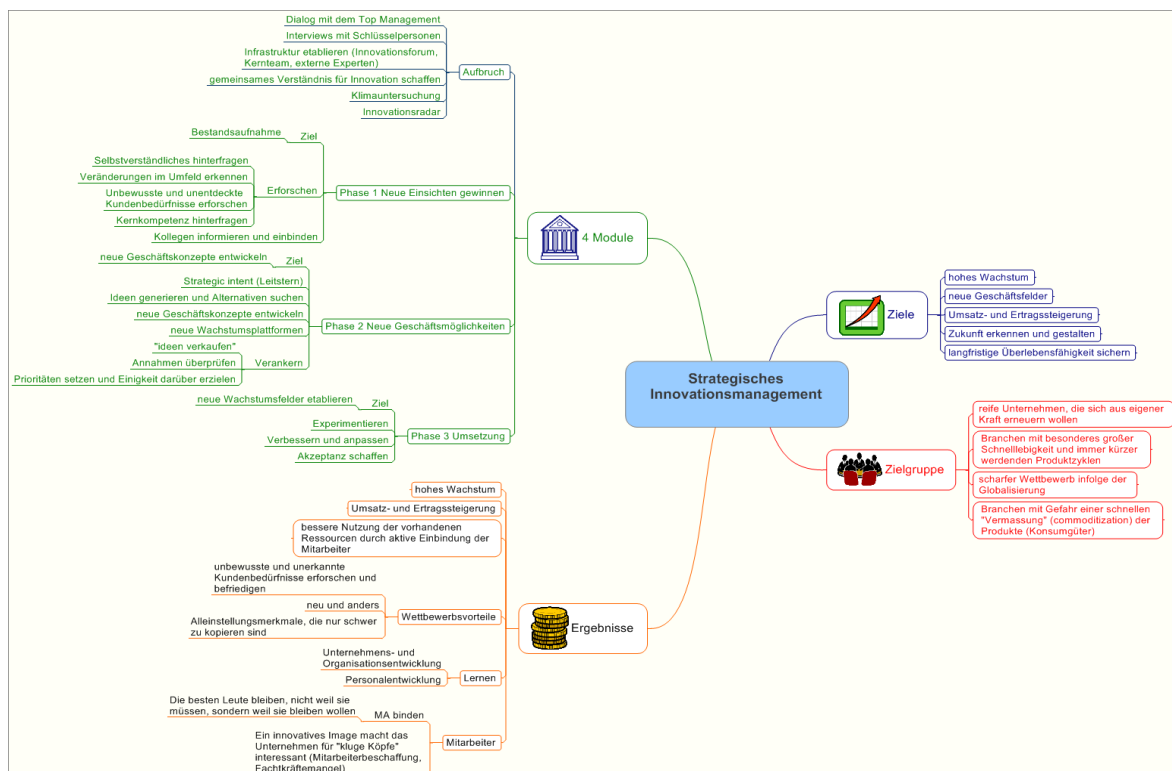 Strategisches
Innovationsmanagement
4 Module
Aufbruch
Dialog mit dem Top Management
Interviews mit Schlüsselpersonen
Infrastruktur etablieren (Innovationsforum,
Kernteam, externe Experten)
gemeinsames Verständnis für Innovation schaffen
Klimauntersuchung
Innovationsradar
Phase 1 Neue Einsichten gewinnen
Ziel
Bestandsaufnahme
Erforschen
Selbstverständliches hinterfragen
Veränderungen im Umfeld erkennen
Unbewusste und unentdeckte
Kundenbedürfnisse erforschen
Kernkompetenz hinterfragen
Kollegen informieren und einbinden
Phase 2 Neue Geschäftsmöglichkeiten
Ziel
neue Geschäftskonzepte entwickeln
Strategic intent (Leitstern)
Ideen generieren und Alternativen suchen
neue Geschäftskonzepte entwickeln
neue Wachstumsplattformen
Verankern
"ideen verkaufen"
Annahmen überprüfen
Prioritäten setzen und Einigkeit darüber erzielen
Phase 3 Umsetzung
Ziel
neue Wachstumsfelder etablieren
Experimentieren
Verbessern und anpassen
Akzeptanz schaffen
Ziele
hohes Wachstum
neue Geschäftsfelder
Umsatz- und Ertragssteigerung
Zukunft erkennen und gestalten
langfristige Überlebensfähigkeit sichern
Zielgruppe
reife Unternehmen, die sich aus eigener
Kraft erneuern wollen
Branchen mit besonderes großer
Schnelllebigkeit und immer kürzer
werdenden Produktzyklen
scharfer Wettbewerb infolge der
Globalisierung
Branchen mit Gefahr einer schnellen
"Vermassung" (commoditization) der
Produkte (Konsumgüter)
Ergebnisse
hohes Wachstum
Umsatz- und Ertragssteigerung
bessere Nutzung der vorhandenen
Ressourcen durch aktive Einbindung der
Mitarbeiter
Wettbewerbsvorteile
unbewusste und unerkannte
Kundenbedürfnisse erforschen und
befriedigen
neu und anders
Alleinstellungsmerkmale, die nur schwer
zu kopieren sind
Lernen
Unternehmens- und
Organisationsentwicklung
Personalentwicklung
Mitarbeiter
MA binden
Die besten Leute bleiben, nicht weil sie
müssen, sondern weil sie bleiben wollen
Ein innovatives Image macht das
Unternehmen für "kluge Köpfe"
interessant (Mitarbeiterbeschaffung,
Fachtkräftemangel)